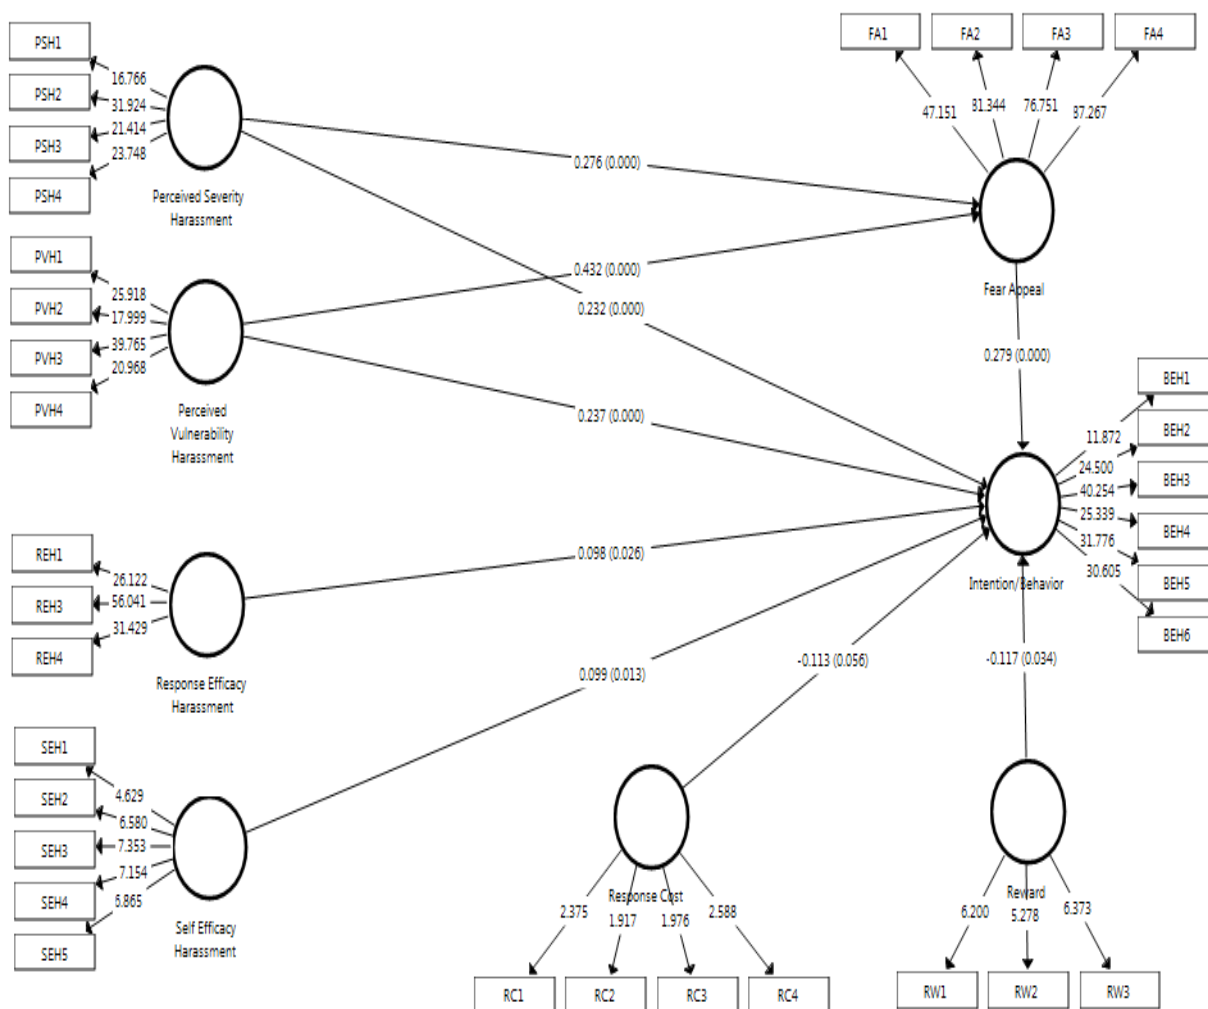 PSH1
PSH2
PSH3
PSH4
16.766
31.924
21.414
23.748
Perceived Severity
Harassment
PVH1
PVH2
PVH3
PVH4
25.918
17.999
39.765
20.968
Perceived
Vulnerability
Harassment
REH1
REH3
REH4
26.122
56.041
31.429
Response Efficacy
Harassment
SEH1
SEH2
SEH3
SEH4
SEH5
4.629
6.580
7.353
7.154
6.865
Self Efficacy
Harassment
FA1
FA2
FA3
FA4
47.151
81.344
76.751
87.267
Fear Appeal
0.276 (0.000)
0.432 (0.000)
0.232 (0.000)
0.279 (0.000)
0.237 (0.000)
0.098 (0.026)
0.099 (0.013)
-0.113 (0.056)
-0.117 (0.034)
BEH1
BEH2
BEH3
BEH4
BEH5
BEH6
11.872
24.500
40.254
25.339
31.776
30.605
Intention/Behavior
Response Cost
2.375
1.917
1.976
2.588
RC1
RC2
RC3
RC4
Reward
6.200
5.278
6.373
RW1
RW2
RW3